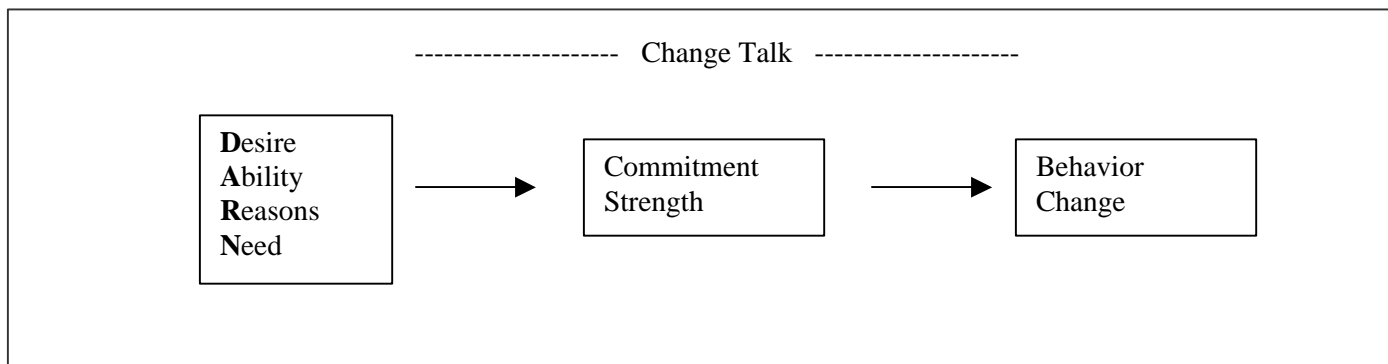 --------------------- Change Talk ---------------------
Desire
Ability
Reasons
Need
Commitment
Strength
Behavior
Change